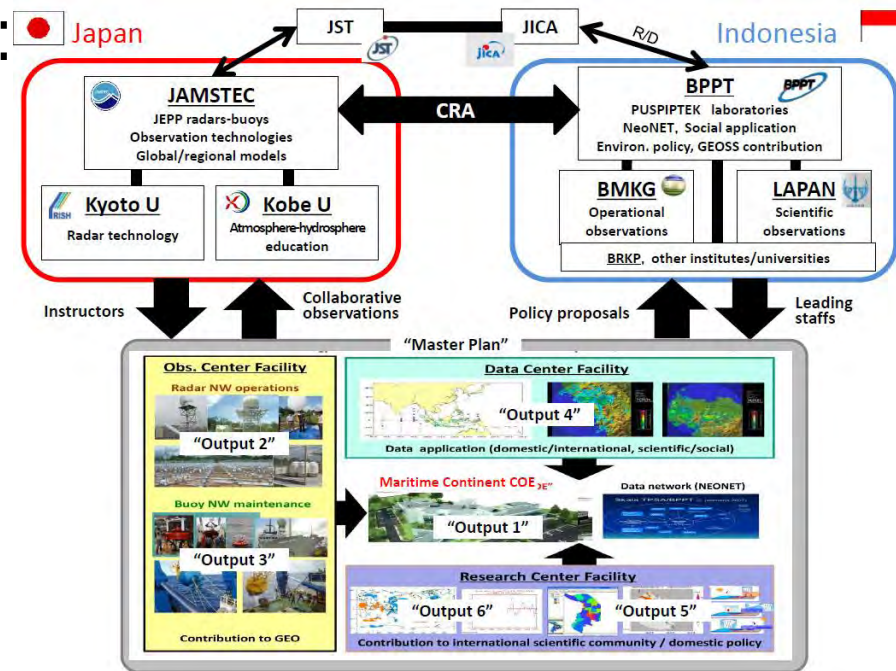 :
Japan
JST
JICA
Indonesia
JST
JICA
R/D
JAMSTEC
JEPP radars-buoys
Observation technologies
Global/regional models
CRA
BPPT
BPPT
PUSPIPTEK laboratories
NeoNET, Social application
Environ. policy, GEOSS contribution
RISH
Kyoto U
Radar technology
Kobe U
Atmosphere-hydrosphere
education
BMKG
Operational
observations
LAPAN
Scientific
observations
BRKP, other institutes/universities
Instructors
Collaborative
observations
Policy proposals
Leading
staffs
"Master Plan"
Obs. Center Facility
Radar NW operations
"Output 2"
Buoy NW maintenance
"Output 3"
Contribution to GEO
Data Center Facility
"Output 4"
Data application (domestic/international, scientific/social)
Maritime Continent COE
"Output 1"
Data network (NEONET)
Research Center Facility
"Output 6"
"Output 5"
Contribution to international scientific community / domestic policy